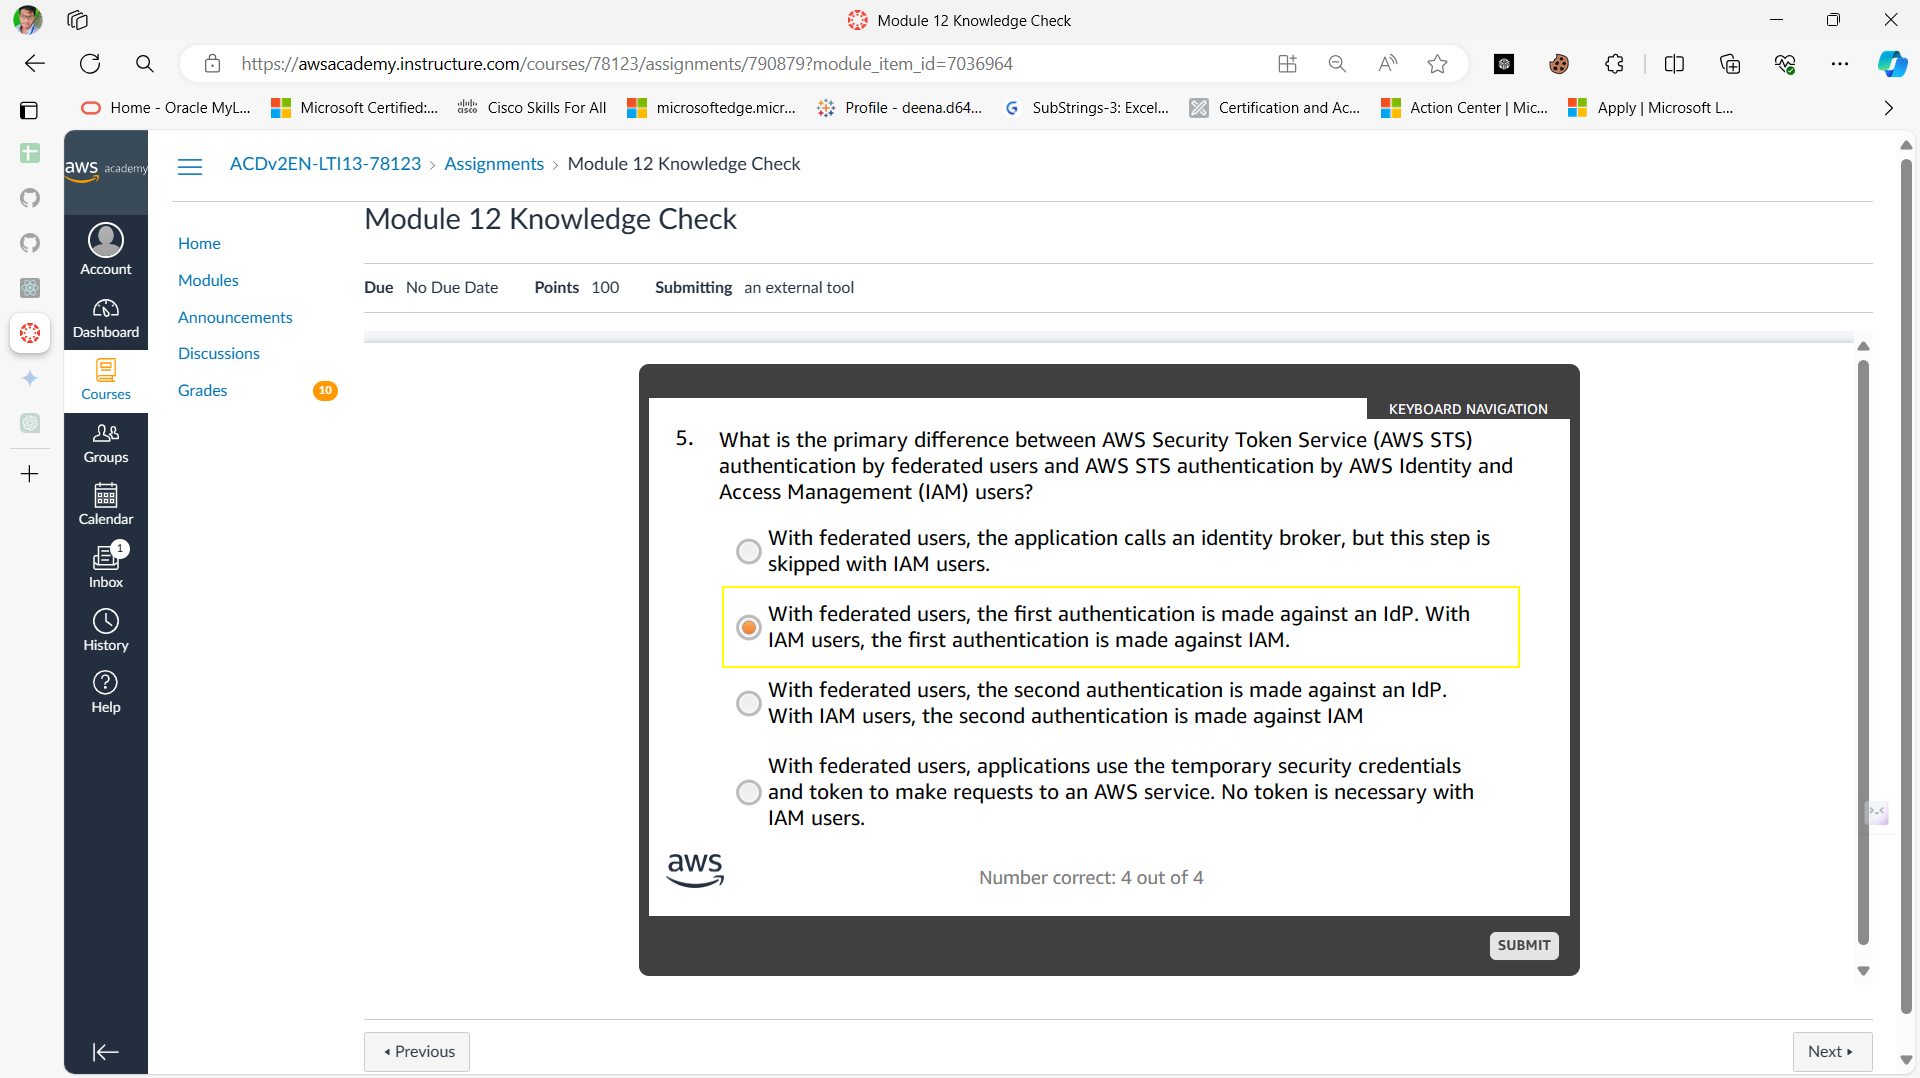 Module 12 Knowledge Check
https://awsacademy.instructure.com/courses/78123/assignments/790879?module_item_id=7036964
Home - Oracle MyL...
Microsoft Certified:...
Cisco Skills For All
microsoftedge.micr...
Profile - deena.d64...
SubStrings-3: Excel...
Certification and Ac...
Action Center | Mic...
Apply | Microsoft L...
aws academy
ACDv2EN-LTI13-78123 › Assignments › Module 12 Knowledge Check
Account
Dashboard
Courses
Groups
Calendar
1
Inbox
History
Help
Home
Modules
Announcements
Discussions
Grades
10
Module 12 Knowledge Check
Due No Due Date Points 100 Submitting an external tool
KEYBOARD NAVIGATION
5. What is the primary difference between AWS Security Token Service (AWS STS)
authentication by federated users and AWS STS authentication by AWS Identity and
Access Management (IAM) users?
With federated users, the application calls an identity broker, but this step is
skipped with IAM users.
With federated users, the first authentication is made against an IdP. With
IAM users, the first authentication is made against IAM.
With federated users, the second authentication is made against an IdP.
With IAM users, the second authentication is made against IAM
With federated users, applications use the temporary security credentials
and token to make requests to an AWS service. No token is necessary with
IAM users.
aws
Number correct: 4 out of 4
SUBMIT
Previous
Next